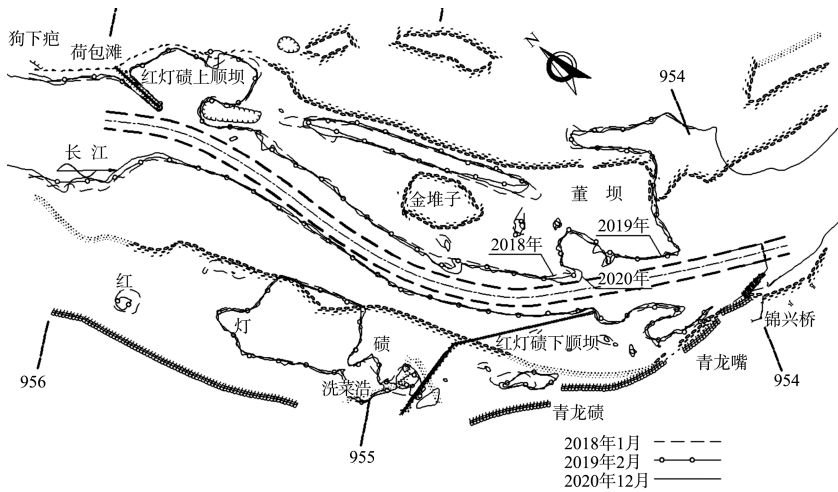 狗下疤
荷包滩
红灯碛上顺坝
N
954
长 江
金堆子
董 坝
2019年
2018年
2020年
红
灯
碛
红灯碛下顺坝
锦兴桥
青龙嘴
954
956
洗菜浩
青龙碛
955
2018年1月
2019年2月
2020年12月